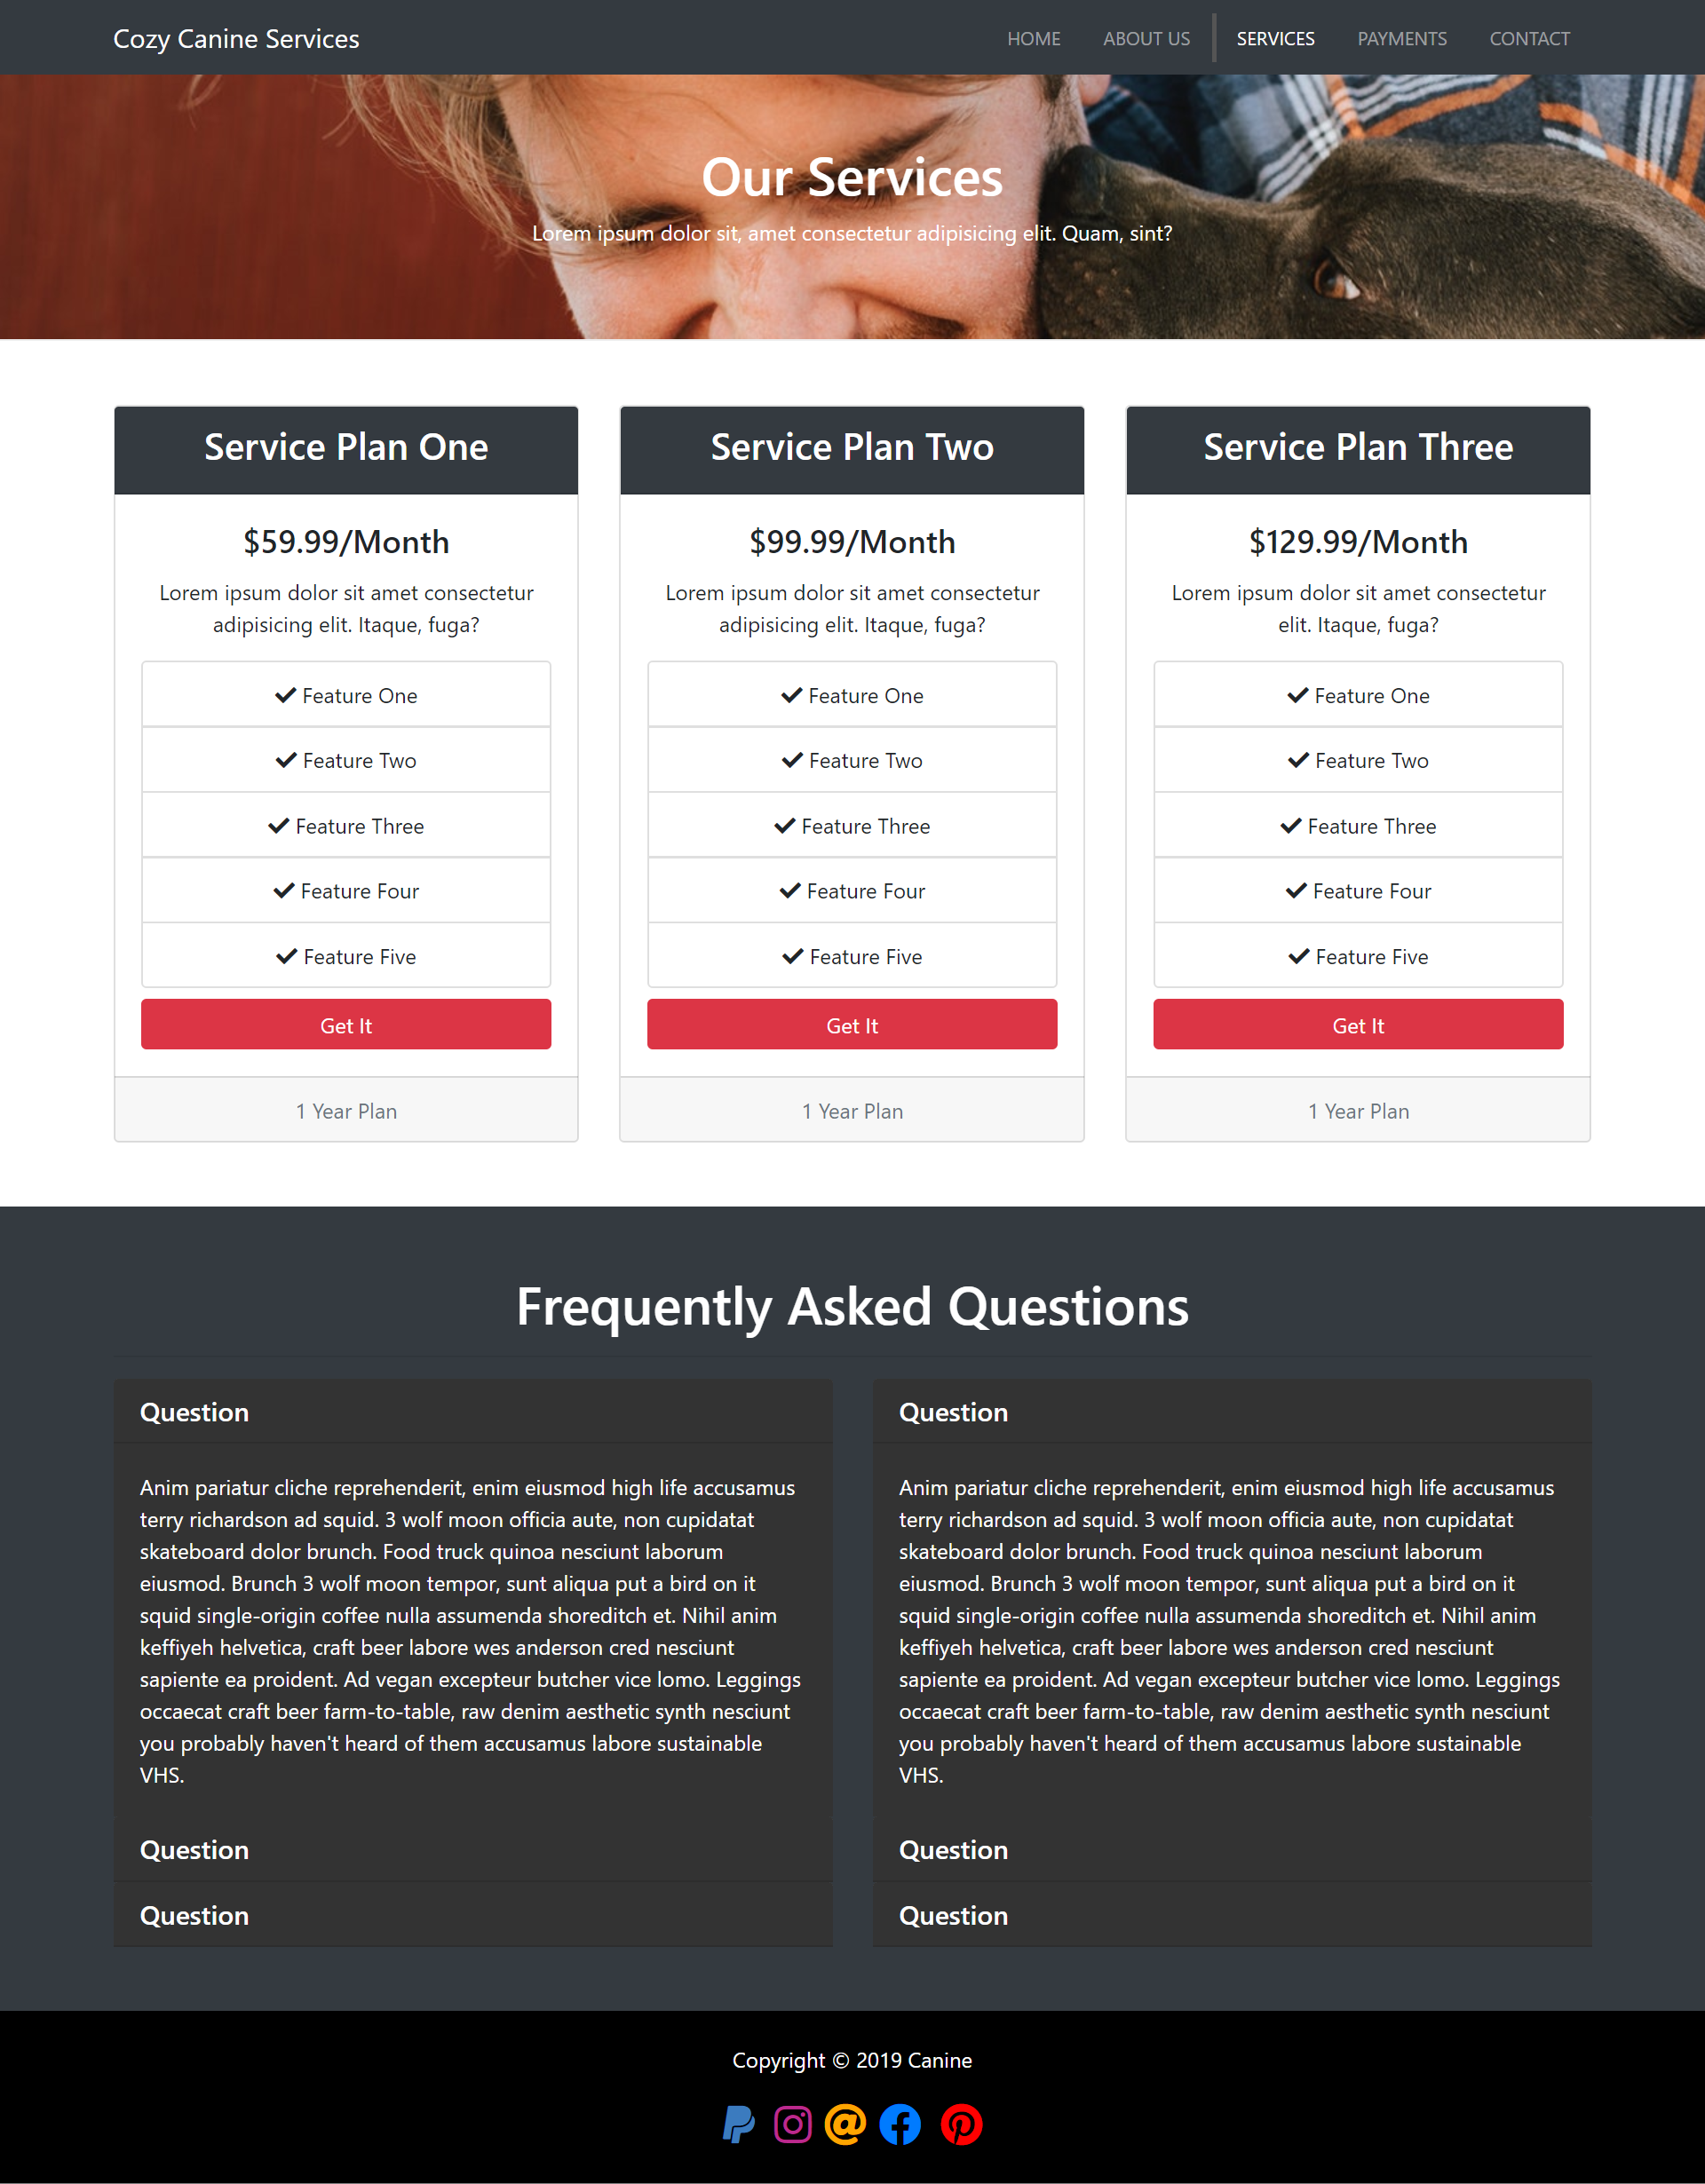 Cozy Canine Services
HOME ABOUT US SERVICES PAYMENTS CONTACT
Our Services
Lorem ipsum dolor sit, amet consectetur adipisicing elit. Quam, sint?
Service Plan One
$59.99/Month
Lorem ipsum dolor sit amet consectetur
adipisicing elit. Itaque, fuga?
Feature One
Feature Two
Feature Three
Feature Four
Feature Five
Get It
1 Year Plan
Service Plan Two
$99.99/Month
Lorem ipsum dolor sit amet consectetur
adipisicing elit. Itaque, fuga?
Feature One
Feature Two
Feature Three
Feature Four
Feature Five
Get It
1 Year Plan
Service Plan Three
$129.99/Month
Lorem ipsum dolor sit amet consectetur
elit. Itaque, fuga?
Feature One
Feature Two
Feature Three
Feature Four
Feature Five
Get It
1 Year Plan
Frequently Asked Questions
Question
Anim pariatur cliche reprehenderit, enim eiusmod high life accusamus
terry richardson ad squid. 3 wolf moon officia aute, non cupidatat
skateboard dolor brunch. Food truck quinoa nesciunt laborum
eiusmod. Brunch 3 wolf moon tempor, sunt aliqua put a bird on it
squid single-origin coffee nulla assumenda shoreditch et. Nihil anim
keffiyeh helvetica, craft beer labore wes anderson cred nesciunt
sapiente ea proident. Ad vegan excepteur butcher vice lomo. Leggings
occaecat craft beer farm-to-table, raw denim aesthetic synth nesciunt
you probably haven't heard of them accusamus labore sustainable
VHS.
Question
Question
Question
Anim pariatur cliche reprehenderit, enim eiusmod high life accusamus
terry richardson ad squid. 3 wolf moon officia aute, non cupidatat
skateboard dolor brunch. Food truck quinoa nesciunt laborum
eiusmod. Brunch 3 wolf moon tempor, sunt aliqua put a bird on it
squid single-origin coffee nulla assumenda shoreditch et. Nihil anim
keffiyeh helvetica, craft beer labore wes anderson cred nesciunt
sapiente ea proident. Ad vegan excepteur butcher vice lomo. Leggings
occaecat craft beer farm-to-table, raw denim aesthetic synth nesciunt
you probably haven't heard of them accusamus labore sustainable
VHS.
Question
Question
Copyright © 2019 Canine